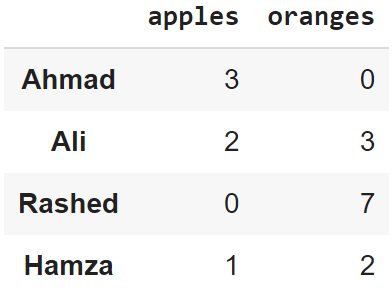 apples oranges
Ahmad 3 0
Ali 2 3
Rashed 0 7
Hamza 1 2